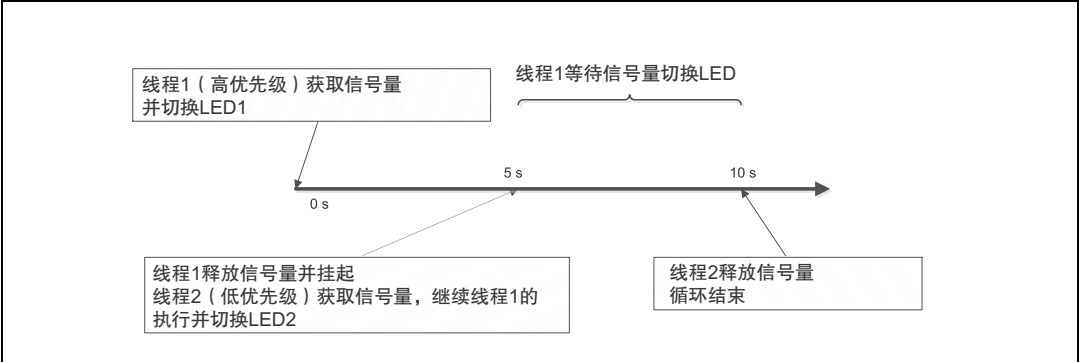 线程1（高优先级）获取信号量
并切换LED1
线程1等待信号量切换LED
5 s
10 s
0 s
线程1释放信号量并挂起
线程2（低优先级）获取信号量，继续线程1的
执行并切换LED2
线程2释放信号量
循环结束